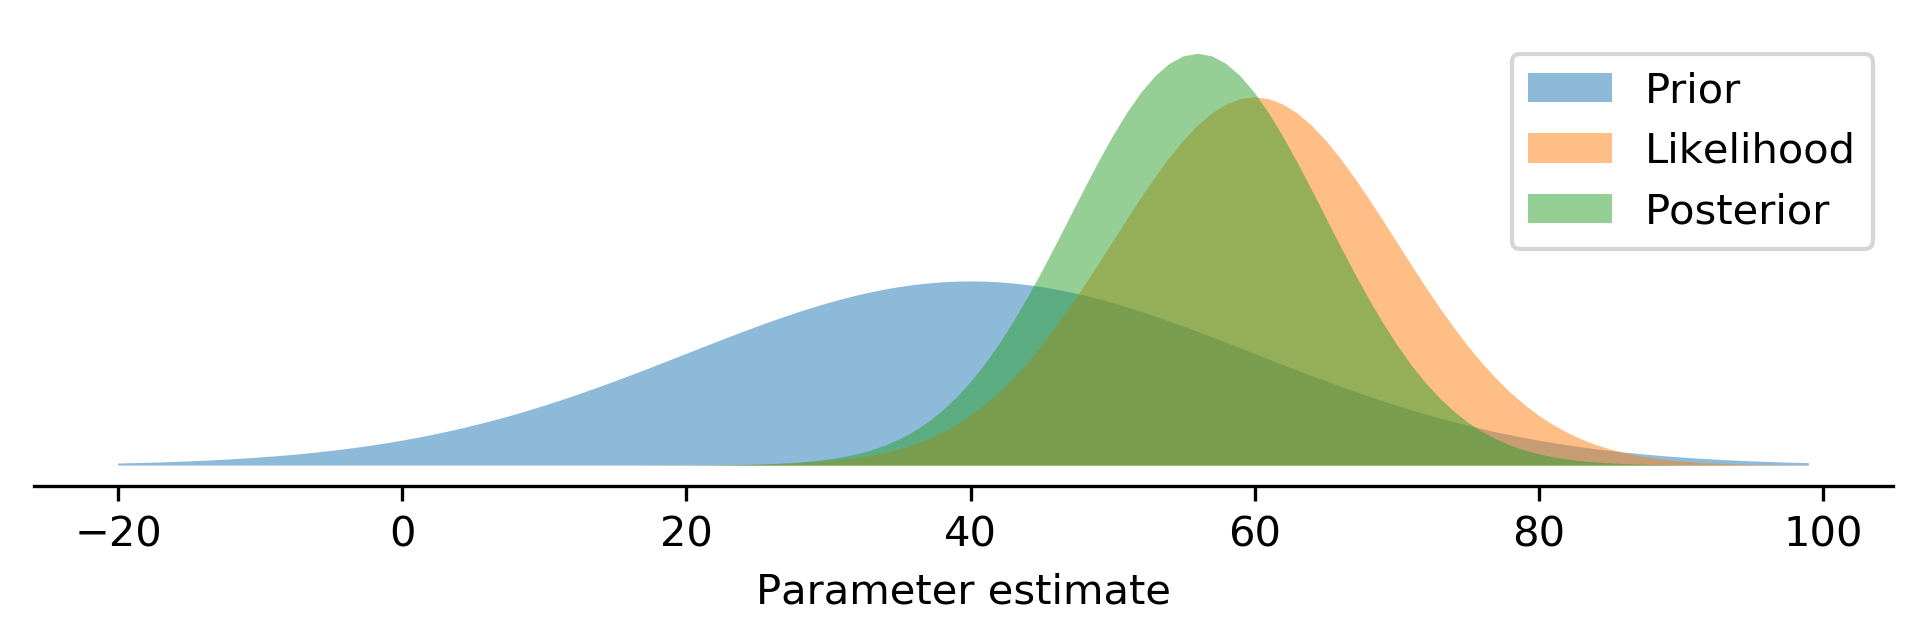 Prior
Likelihood
Posterior
−20 0 20 40 60 80 100
Parameter estimate